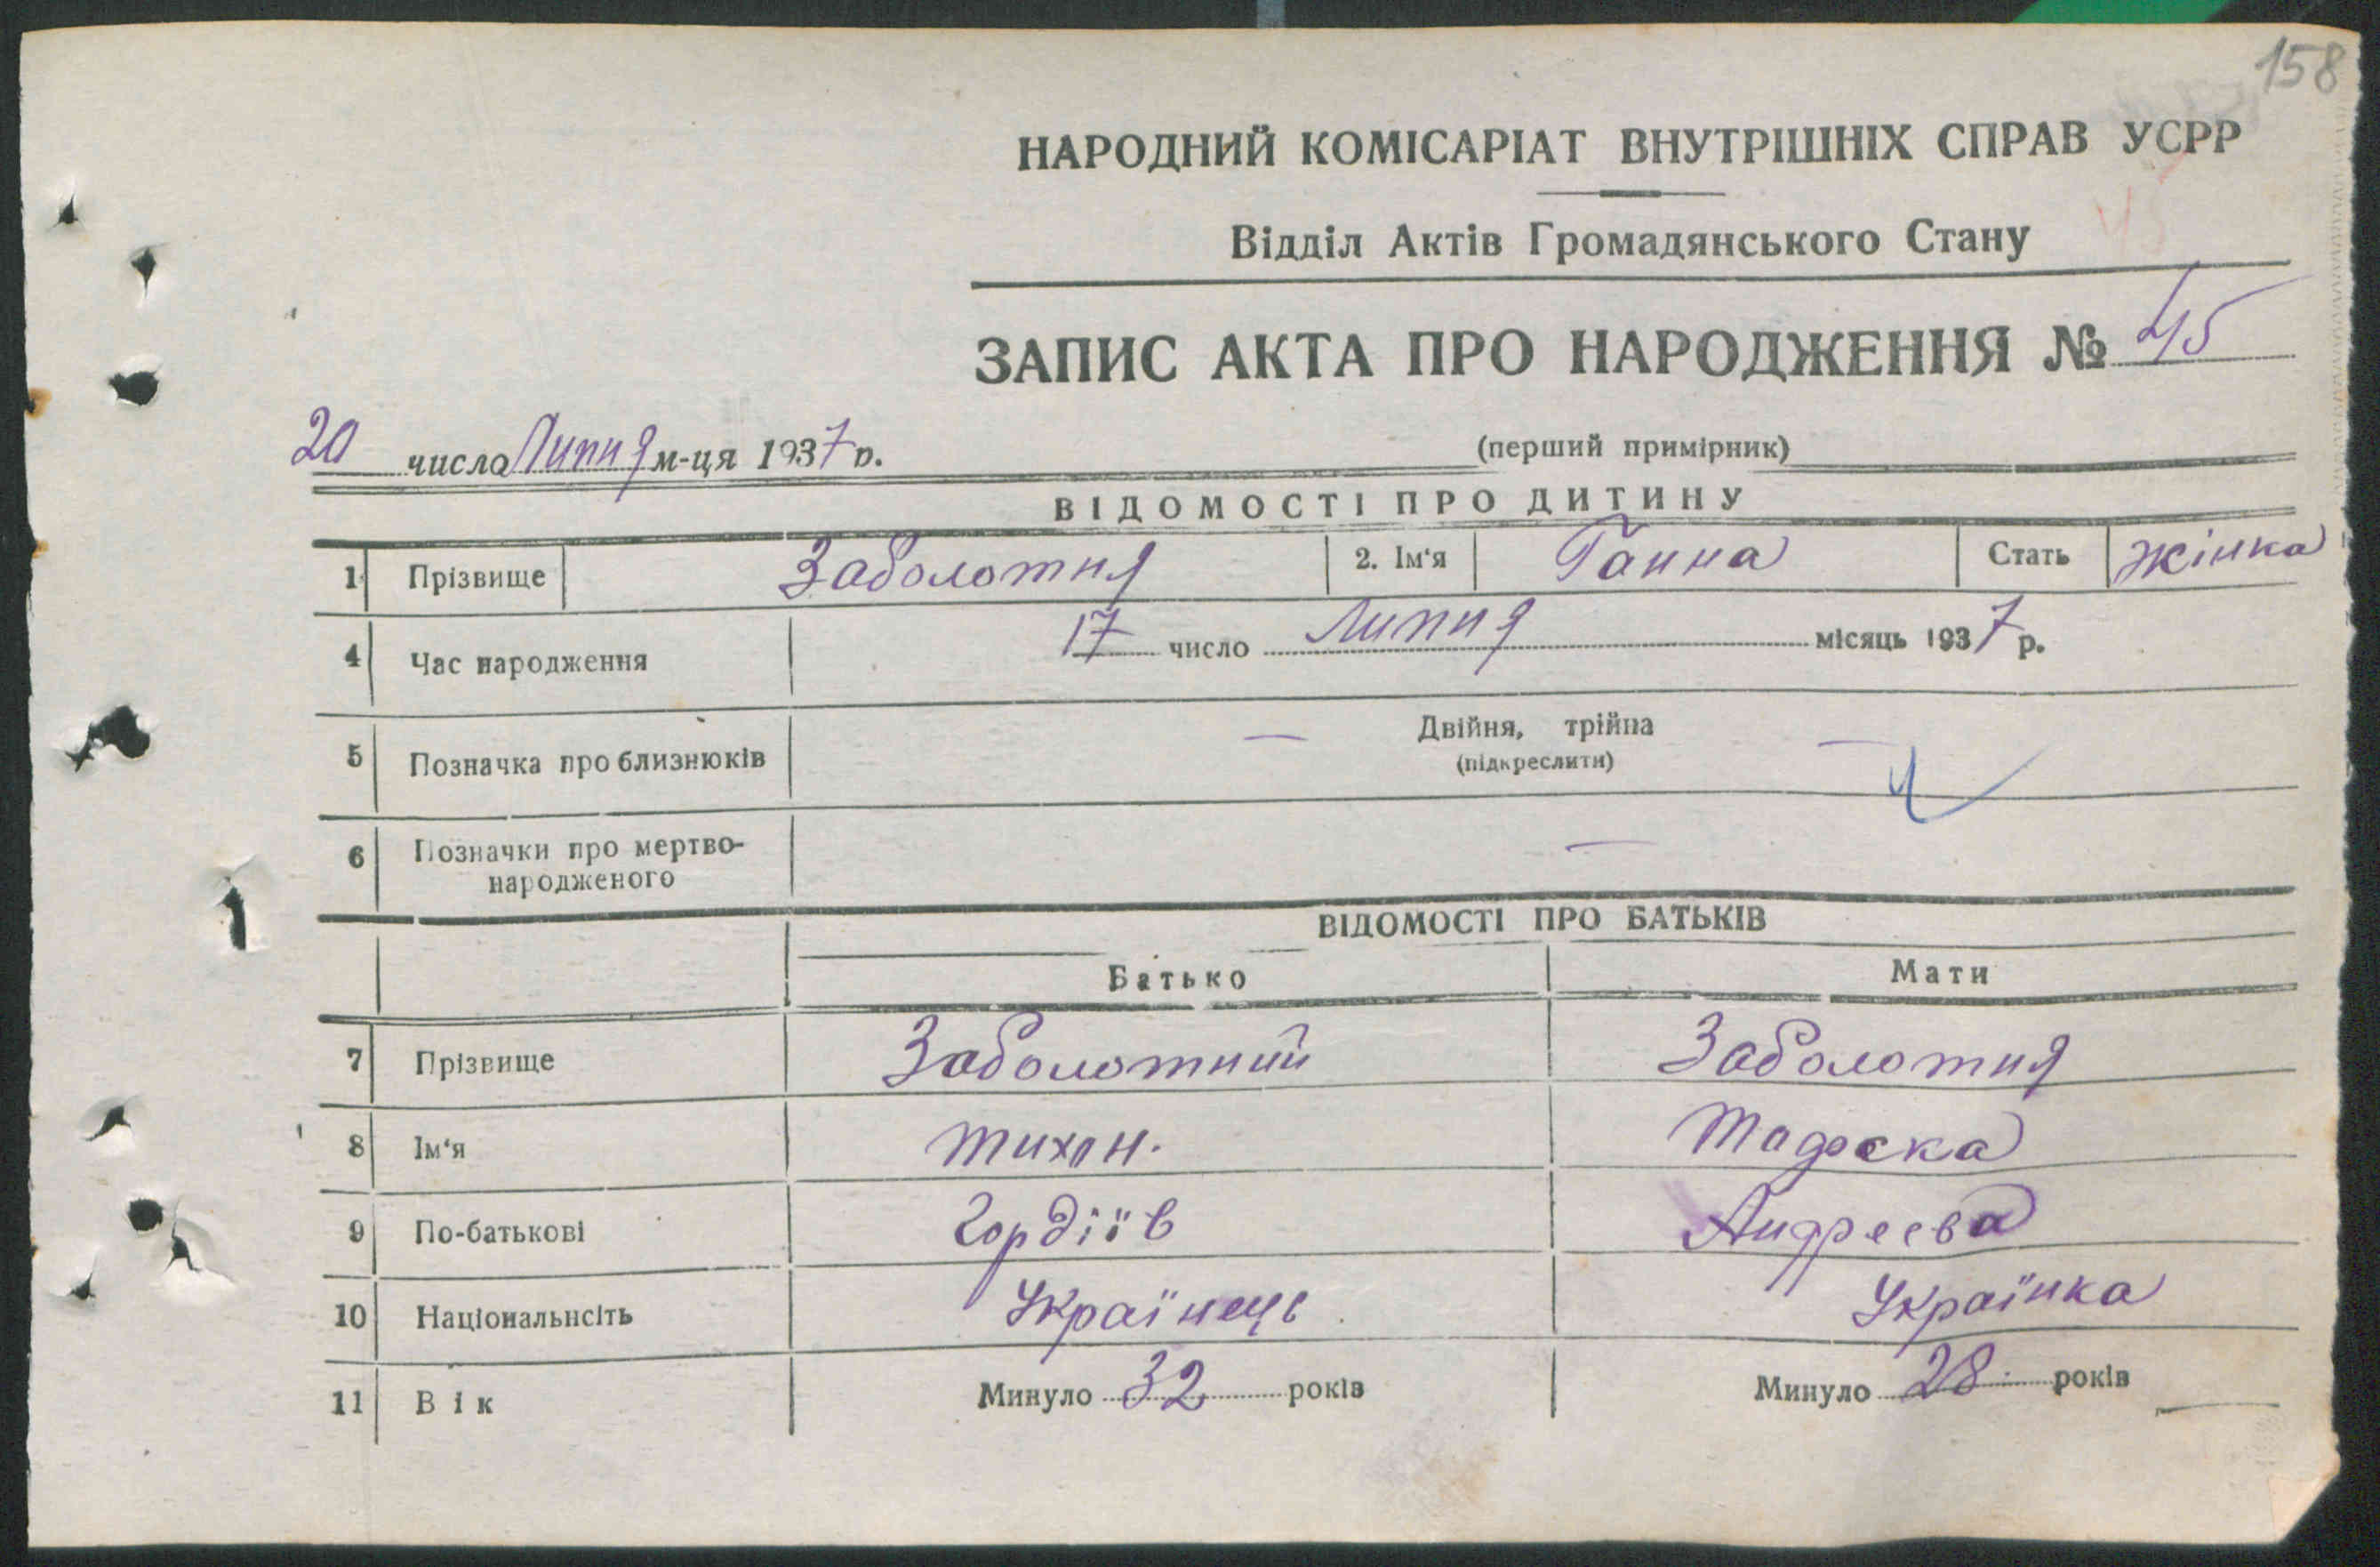 158
НАРОДНИЙ КОМІСАРІАТ ВНУТРІШНІХ СПРАВ УСРР
Відділ Актів Громадянського Стану
ЗАПИС АКТА ПРО НАРОДЖЕННЯ № 45
20 числа Липня м-ця 1937 р.
(перший примірник)
ВІДОМОСТІ ПРО ДИТИНУ
1 Прізвище Заболотня 2. Ім'я Ганна Стать жінка
4 Час народження 17 число Липня місяць 1937 р.
5 Позначка про близнюків — Двійня, трійна —
(підкреслити)
6 Позначки про мертво-
народженого —
ВІДОМОСТІ ПРО БАТЬКІВ
Батько Мати
7 Прізвище Заболотний Заболотня
8 Ім'я Тихон.
9 По-батькові Гордіїв Андреева
10 Національнсіть Українець Українка
11 Вік Минуло 32 років Минуло 28 років